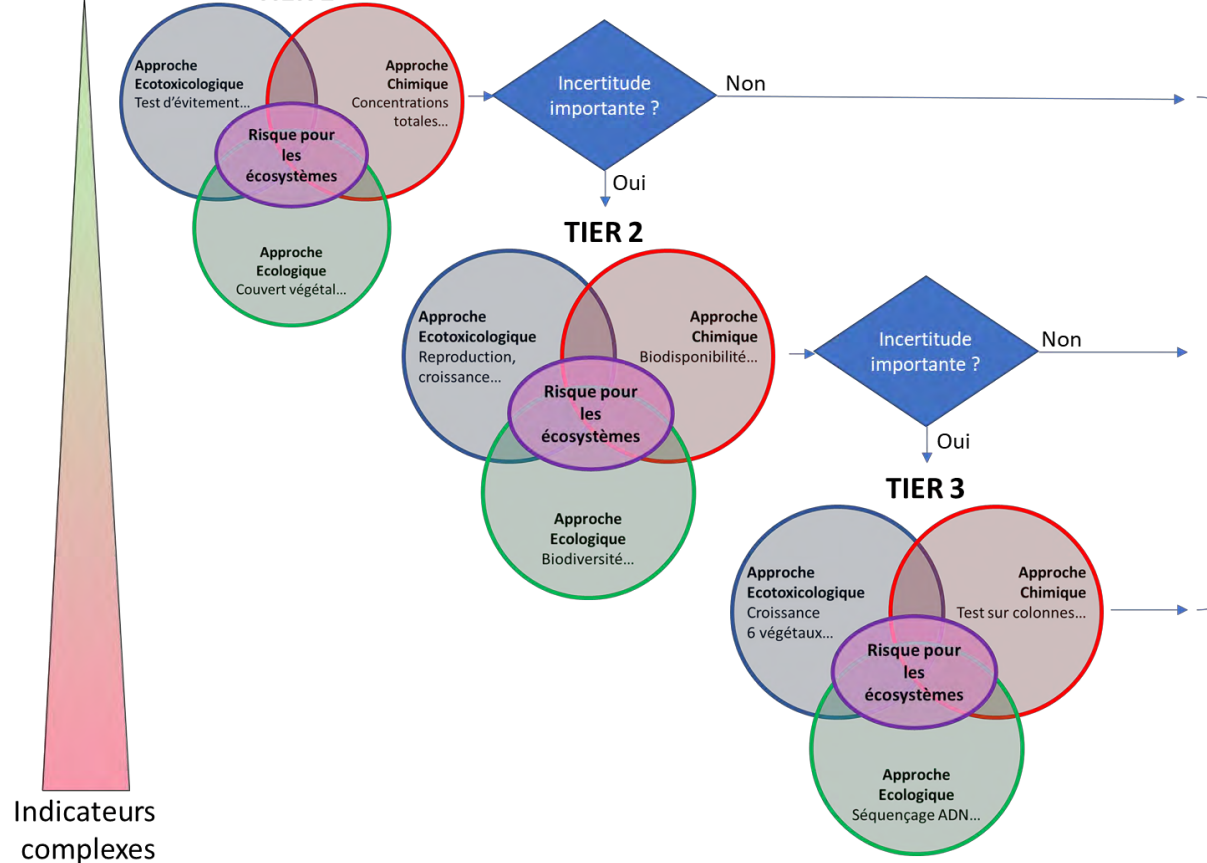 Approche
Ecotoxicologique
Test d'évitement...
Approche
Chimique
Concentrations
totales...
Risque pour
les
écosystèmes
Approche
Ecologique
Couvert végétal...
Incertitude
importante ?
Non
Oui
TIER 2
Approche
Ecotoxicologique
Reproduction,
croissance...
Approche
Chimique
Biodisponibilité...
Risque pour
les
écosystèmes
Approche
Ecologique
Biodiversité...
Incertitude
importante ?
Non
Oui
TIER 3
Approche
Ecotoxicologique
Croissance
6 végétaux...
Approche
Chimique
Test sur colonnes...
Risque pour
les
écosystèmes
Approche
Ecologique
Séquençage ADN...
Indicateurs
complexes